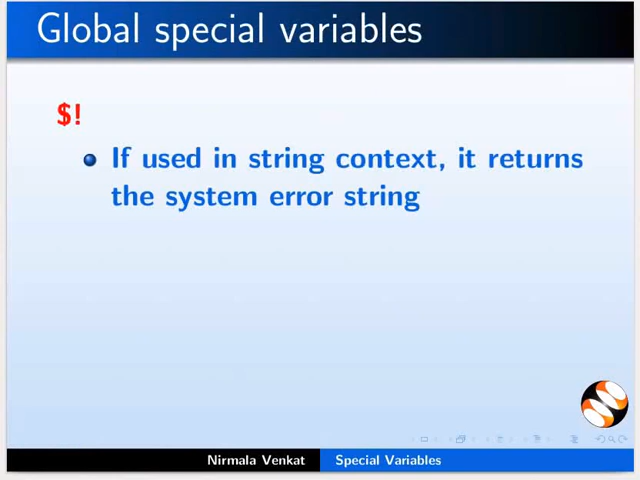 Global special variables
$!
If used in string context, it returns
the system error string
Nirmala Venkat
Special Variables